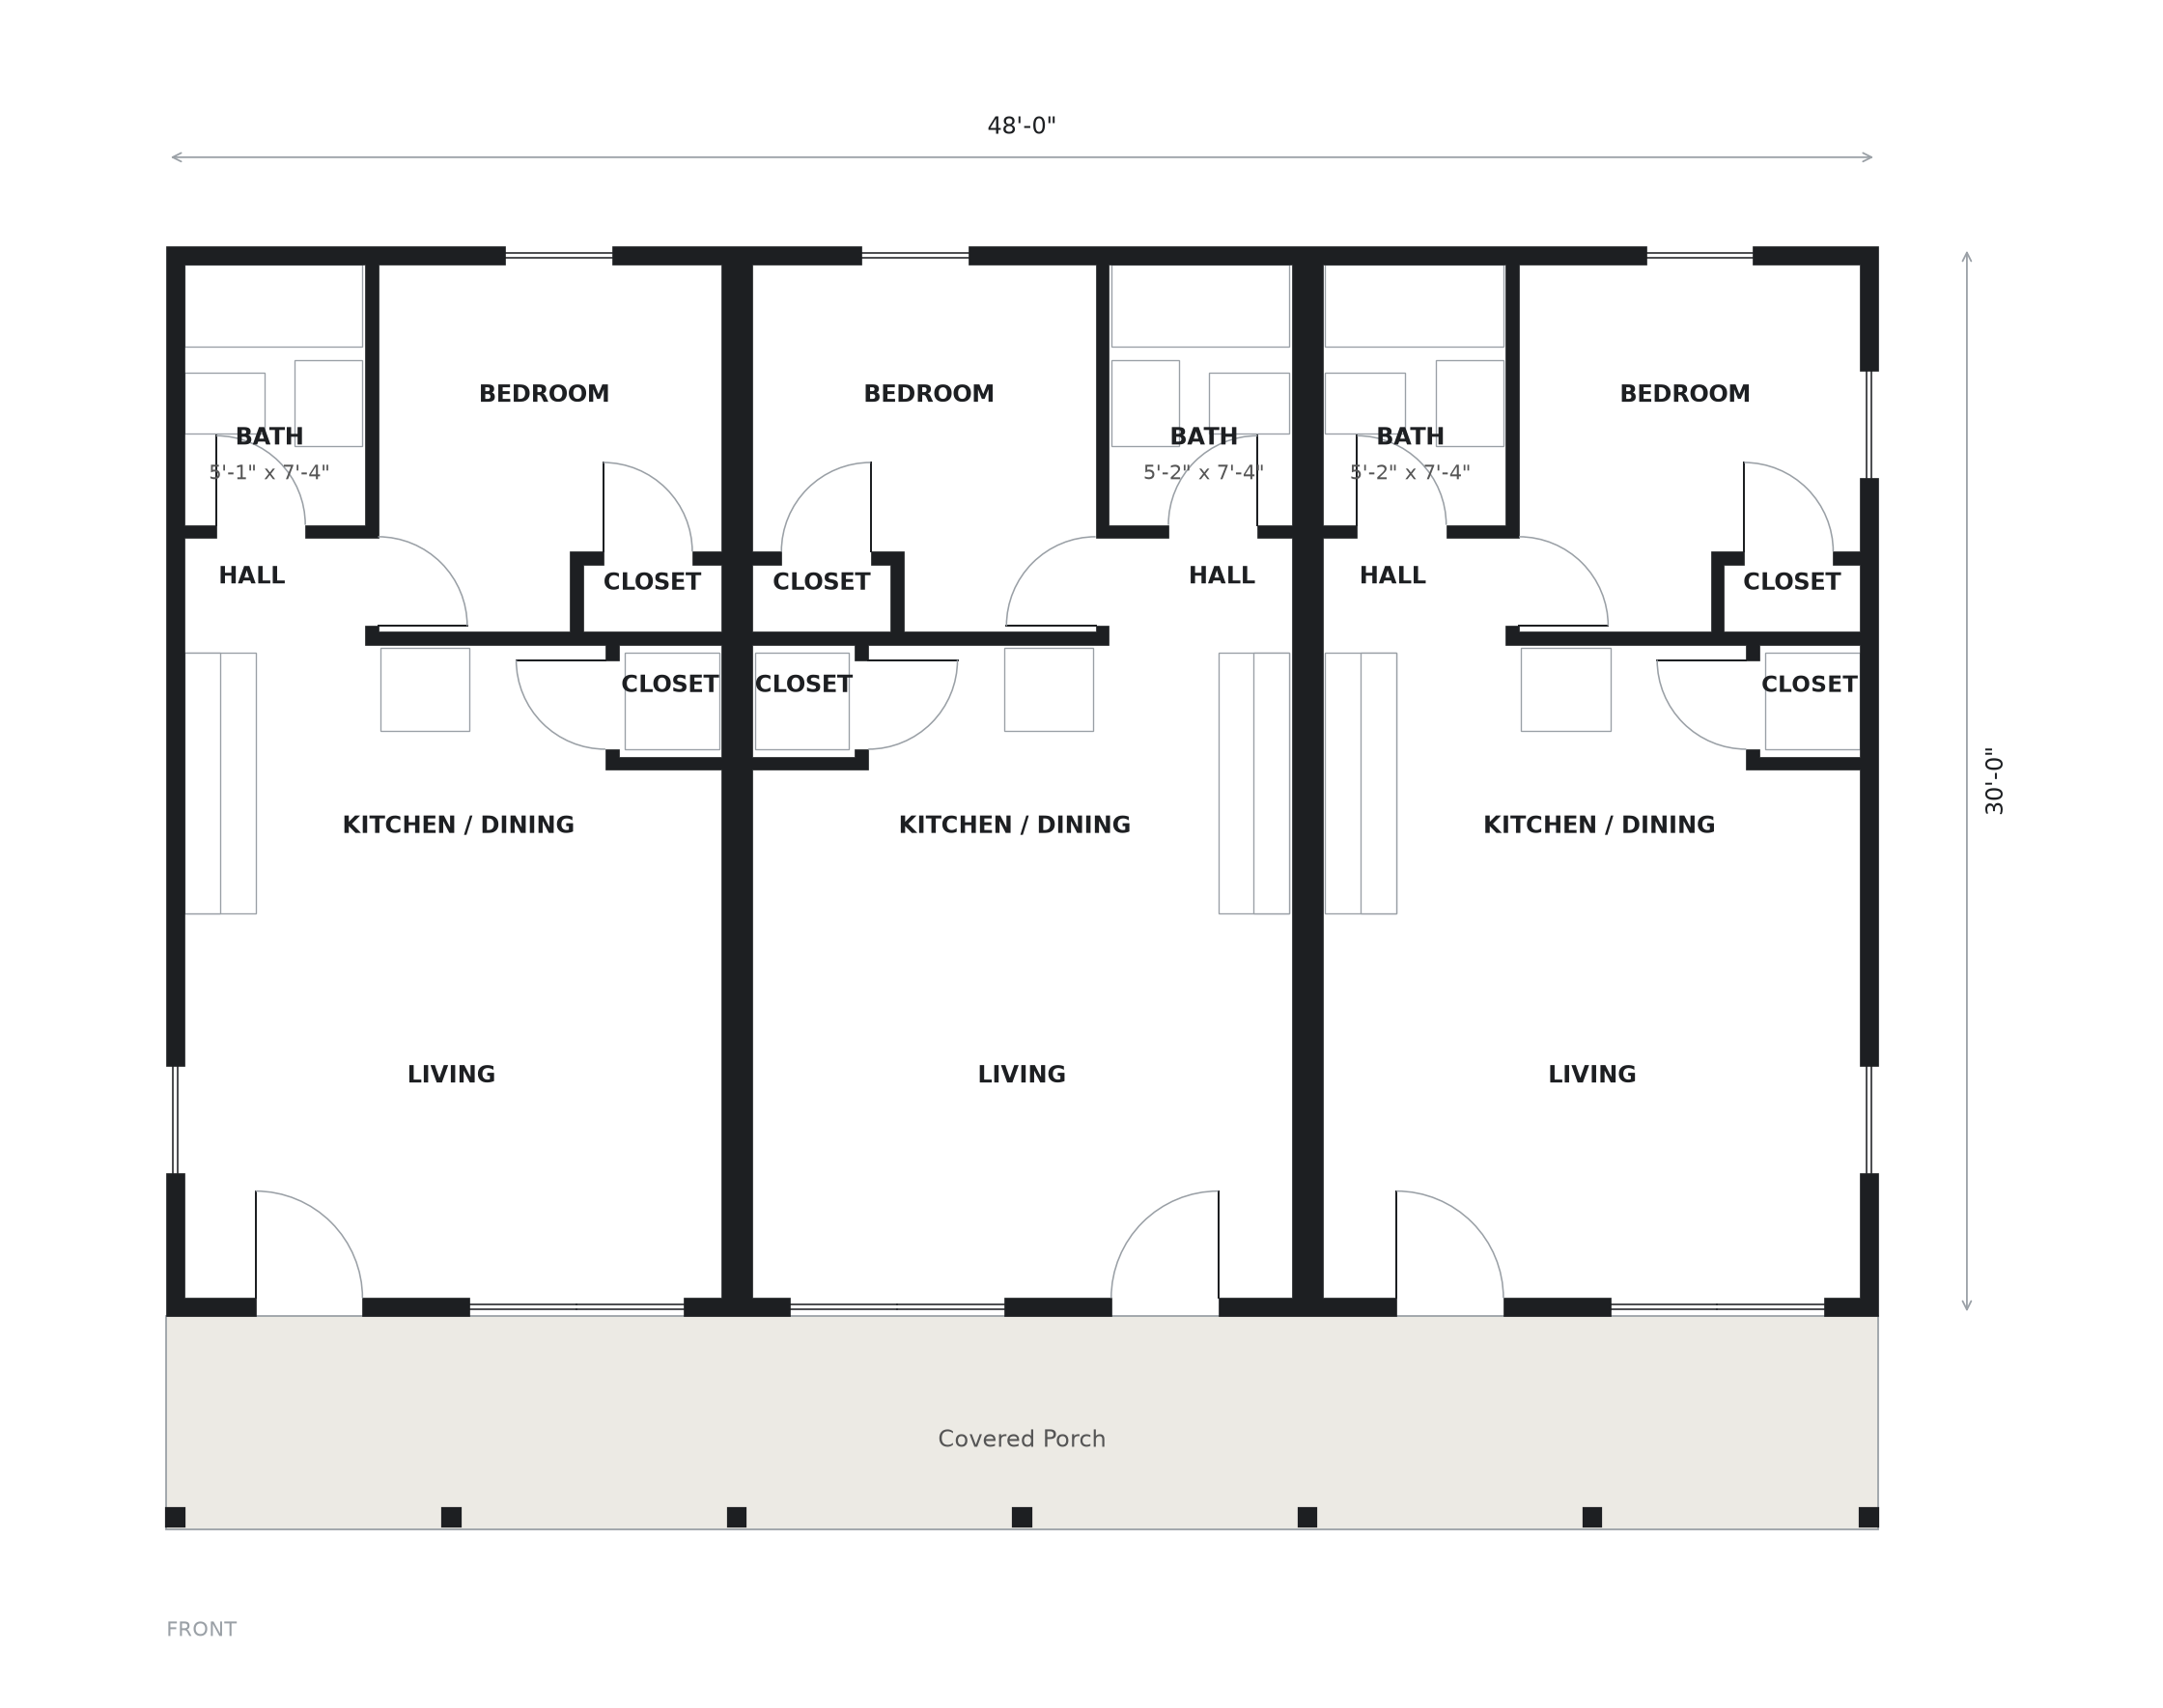 48'-0"
BEDROOM
BEDROOM
BEDROOM
BATH
5'-1" x 7'-4"
BATH
5'-2" x 7'-4"
BATH
5'-2" x 7'-4"
HALL
CLOSET
CLOSET
HALL
HALL
CLOSET
CLOSET
CLOSET
CLOSET
30'-0"
KITCHEN / DINING
KITCHEN / DINING
KITCHEN / DINING
LIVING
LIVING
LIVING
Covered Porch
FRONT